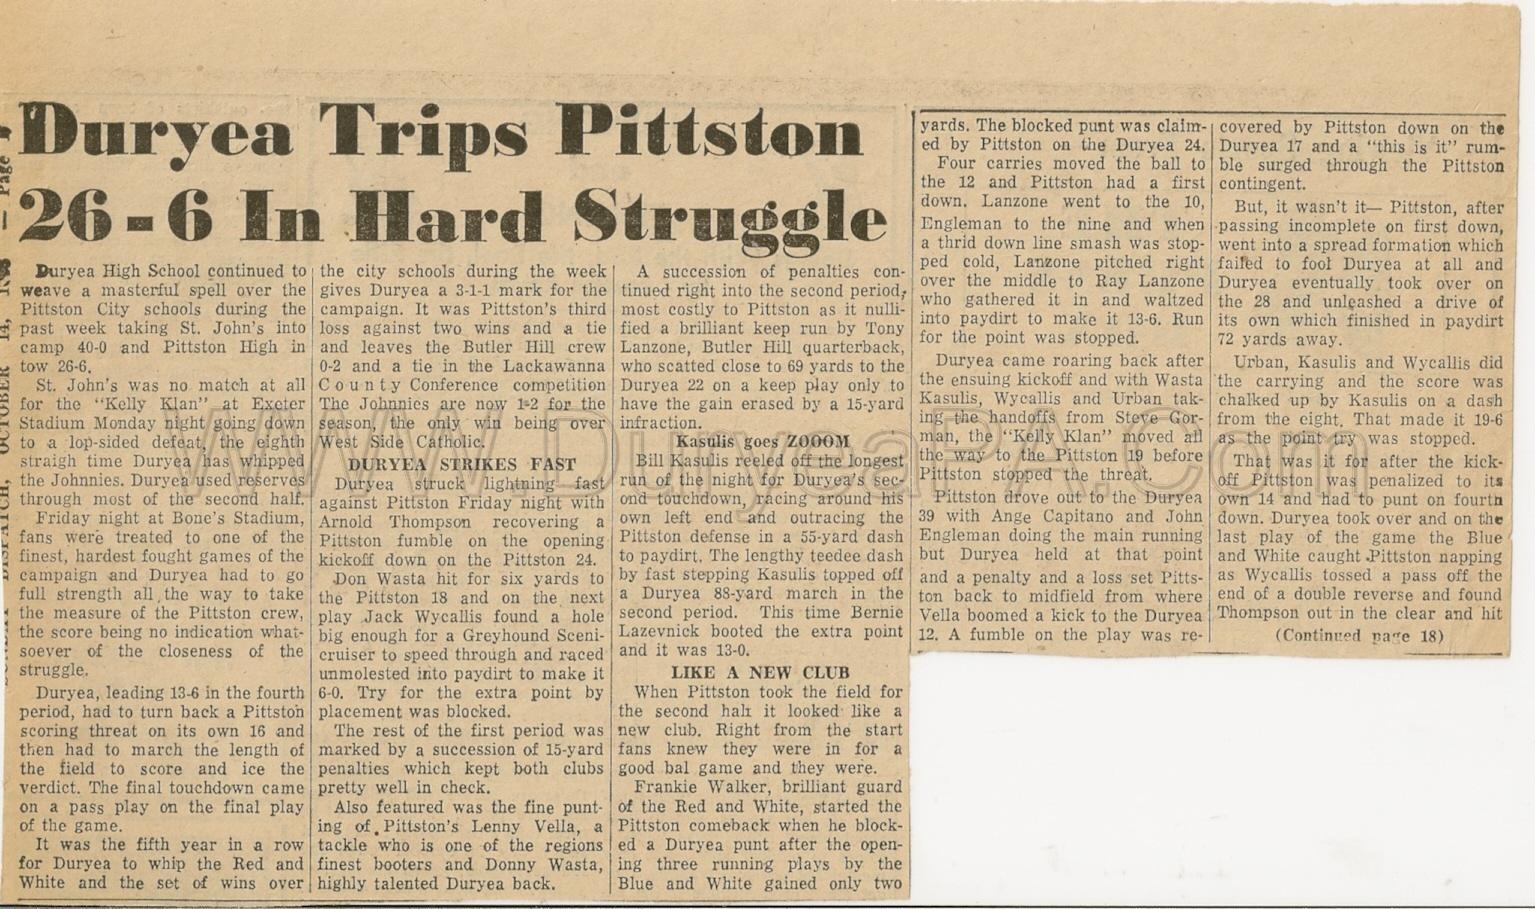 Duryea Trips Pittston
26-6 In Hard Struggle
Duryea High School continued to
weave a masterful spell over the
Pittston City schools during the
past week taking St. John's into
camp 40-0 and Pittston High in
tow 26-6.
St. John's was no match at all
for the "Kelly Klan" at Exeter
Stadium Monday night going down
to a lop-sided defeat, the eighth
straigh time Duryea has whipped
the Johnnies. Duryea used reserves
through most of the second half.
Friday night at Bone's Stadium,
fans were treated to one of the
finest, hardest fought games of the
campaign and Duryea had to go
full strength all the way to take
the measure of the Pittston crew,
the score being no indication what-
soever of the closeness of the
struggle.
Duryea, leading 13-6 in the fourth
period, had to turn back a Pittston
scoring threat on its own 16 and
then had to march the length of
the field to score and ice the
verdict. The final touchdown came
on a pass play on the final play
of the game.
It was the fifth year in a row
for Duryea to whip the Red and
White and the set of wins over
the city schools during the week
gives Duryea a 3-1-1 mark for the
campaign. It was Pittston's third
loss against two wins and a tie
and leaves the Butler Hill crew
0-2 and a tie in the Lackawanna
County Conference competition
The Johnnies are now 1-2 for the
season, the only win being over
West Side Catholic.
DURYEA STRIKES FAST
Duryea struck lightning fast
against Pittston Friday night with
Arnold Thompson recovering a
Pittston fumble on the opening
kickoff down on the Pittston 24.
Don Wasta hit for six yards to
the Pittston 18 and on the next
play Jack Wycallis found a hole
big enough for a Greyhound Sceni-
cruiser to speed through and raced
unmolested into paydirt to make it
6-0. Try for the extra point by
placement was blocked.
The rest of the first period was
marked by a succession of 15-yard
penalties which kept both clubs
pretty well in check.
Also featured was the fine punt-
ing of Pittston's Lenny Vella, a
tackle who is one of the regions
finest booters and Donny Wasta,
highly talented Duryea back.
A succession of penalties con-
tinued right into the second period,
most costly to Pittston as it nulli-
fied a brilliant keep run by Tony
Lanzone, Butler Hill quarterback,
who scatted close to 69 yards to the
Duryea 22 on a keep play only to
have the gain erased by a 15-yard
infraction.
Kasulis goes ZOOOM
Bill Kasulis reeled off the longest
run of the night for Duryea's sec-
ond touchdown, racing around his
own left end and outracing the
Pittston defense in a 55-yard dash
to paydirt. The lengthy teedee dash
by fast stepping Kasulis topped off
a Duryea 88-yard march in the
second period. This time Bernie
Lazevnick booted the extra point
and it was 13-0.
LIKE A NEW CLUB
When Pittston took the field for
the second half it looked like a
new club. Right from the start
fans knew they were in for a
good bal game and they were.
Frankie Walker, brilliant guard
of the Red and White, started the
Pittston comeback when he block-
ed a Duryea punt after the open-
ing three running plays by the
Blue and White gained only two
yards. The blocked punt was claim-
ed by Pittston on the Duryea 24.
Four carries moved the ball to
the 12 and Pittston had a first
down. Lanzone went to the 10,
Engleman to the nine and when
a thrid down line smash was stop-
ped cold, Lanzone pitched right
over the middle to Ray Lanzone
who gathered it in and waltzed
into paydirt to make it 13-6. Run
for the point was stopped.
Duryea came roaring back after
the ensuing kickoff and with Wasta
Kasulis, Wycallis and Urban tak-
ing the handoffs from Steve Gor-
man, the "Kelly Klan" moved all
the way to the Pittston 19 before
Pittston stopped the threat.
Pittston drove out to the Duryea
39 with Ange Capitano and John
Engleman doing the main running
but Duryea held at that point
and a penalty and a loss set Pitts-
ton back to midfield from where
Vella boomed a kick to the Duryea
12. A fumble on the play was re-
covered by Pittston down on the
Duryea 17 and a "this is it" rum-
ble surged through the Pittston
contingent.
But, it wasn't it— Pittston, after
passing incomplete on first down,
went into a spread formation which
failed to fool Duryea at all and
Duryea eventually took over on
the 28 and unleashed a drive of
its own which finished in paydirt
72 yards away.
Urban, Kasulis and Wycallis did
the carrying and the score was
chalked up by Kasulis on a dash
from the eight. That made it 19-6
as the point try was stopped.
That was it for after the kick-
off Pittston was penalized to its
own 14 and had to punt on fourth
down. Duryea took over and on the
last play of the game the Blue
and White caught Pittston napping
as Wycallis tossed a pass off the
end of a double reverse and found
Thompson out in the clear and hit
(Continued page 18)
DISPATCH, OCTOBER 14, — Page
WWW.DuryeaPA.Com